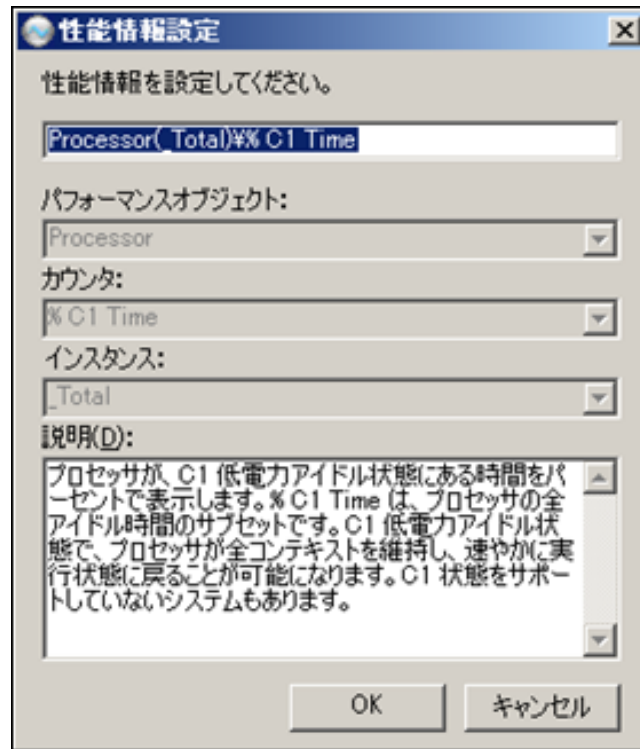 性能情報設定
性能情報を設定してください。
Processor(_Total)¥% C1 Time
パフォーマンスオブジェクト:
Processor
カウンタ:
% C1 Time
インスタンス:
_Total
説明(D):
プロセッサが、C1 低電力アイドル状態にある時間をパ
ーセントで表示します。% C1 Time は、プロセッサの全
アイドル時間のサブセットです。C1 低電力アイドル状
態で、プロセッサが全コンテキストを維持し、速やかに実
行状態に戻ることが可能になります。C1 状態をサポー
トしていないシステムもあります。
OK
キャンセル